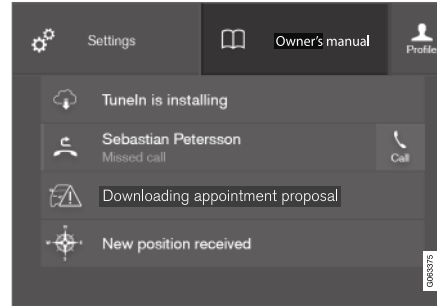 Settings
Owner's manual
Profile
TuneIn is installing
Sebastian Petersson
Missed call
Call
Downloading appointment proposal
New position received
G063375